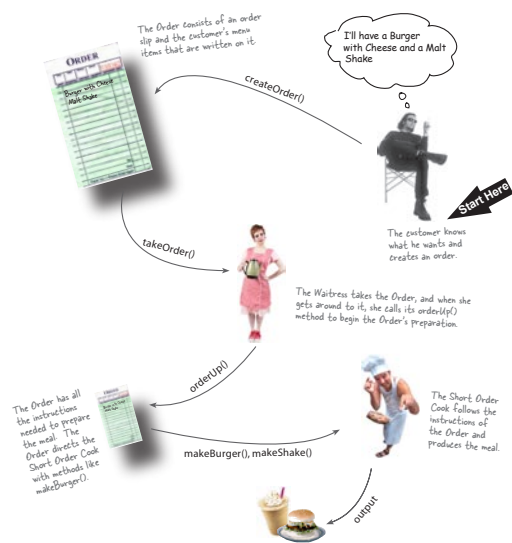 The Order consists of an order
slip and the customer's menu
items that are written on it.
ORDER
Burger with Cheese
Malt Shake
createOrder()
I'll have a Burger
with Cheese and a Malt
Shake
Start Here
The customer knows
what he wants and
creates an order.
takeOrder()
The Waitress takes the Order, and when she
gets around to it, she calls its orderUp()
method to begin the Order's preparation.
orderUp()
The Order has all
the instructions
needed to prepare
the meal. The
Order directs the
Short Order Cook
with methods like
makeBurger().
makeBurger(), makeShake()
The Short Order
Cook follows the
instructions of
the Order and
produces the meal.
output